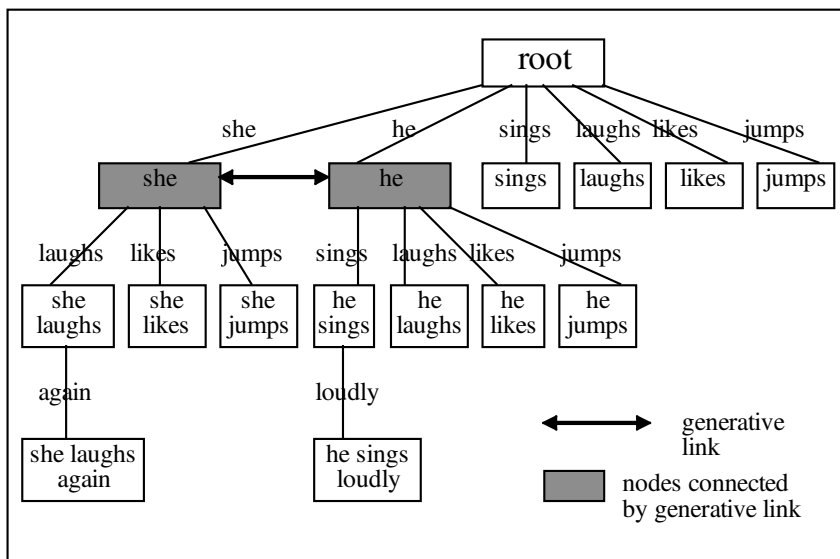 root
she he sings laughs likes jumps
she he sings laughs likes jumps
laughs likes jumps sings laughs likes jumps
she laughs
she likes
she jumps
he sings
he laughs
he likes
he jumps
again loudly
she laughs
again
he sings
loudly
generative
link
nodes connected
by generative link